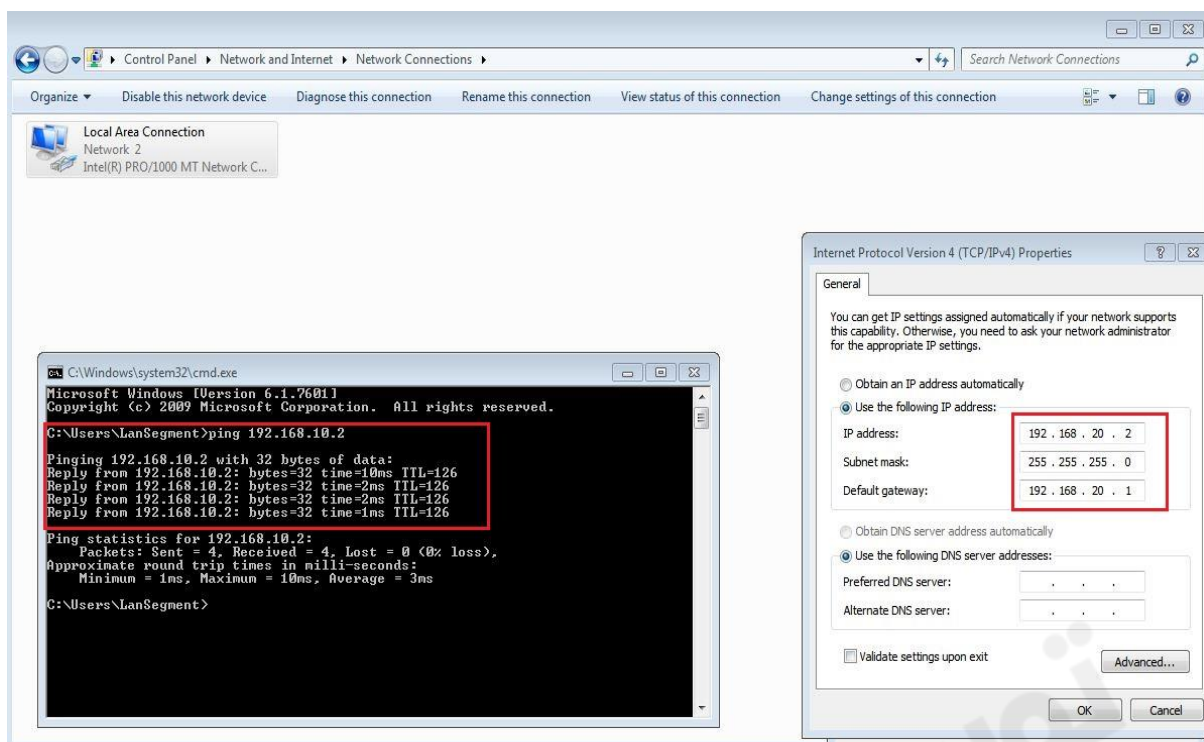 Control Panel ▸ Network and Internet ▸ Network Connections ▸
Search Network Connections
Organize ▾ Disable this network device Diagnose this connection Rename this connection View status of this connection Change settings of this connection
Local Area Connection
Network 2
Intel(R) PRO/1000 MT Network C...
C:\Windows\system32\cmd.exe
Microsoft Windows [Version 6.1.7601]
Copyright (c) 2009 Microsoft Corporation. All rights reserved.
C:\Users\LanSegment>ping 192.168.10.2
Pinging 192.168.10.2 with 32 bytes of data:
Reply from 192.168.10.2: bytes=32 time=10ms TTL=126
Reply from 192.168.10.2: bytes=32 time=2ms TTL=126
Reply from 192.168.10.2: bytes=32 time=2ms TTL=126
Reply from 192.168.10.2: bytes=32 time=1ms TTL=126
Ping statistics for 192.168.10.2:
Packets: Sent = 4, Received = 4, Lost = 0 (0% loss),
Approximate round trip times in milli-seconds:
Minimum = 1ms, Maximum = 10ms, Average = 3ms
C:\Users\LanSegment>
Internet Protocol Version 4 (TCP/IPv4) Properties
General
You can get IP settings assigned automatically if your network supports
this capability. Otherwise, you need to ask your network administrator
for the appropriate IP settings.
Obtain an IP address automatically
Use the following IP address:
IP address: 192 . 168 . 20 . 2
Subnet mask: 255 . 255 . 255 . 0
Default gateway: 192 . 168 . 20 . 1
Obtain DNS server address automatically
Use the following DNS server addresses:
Preferred DNS server: . . .
Alternate DNS server: . . .
Validate settings upon exit
Advanced...
OK Cancel